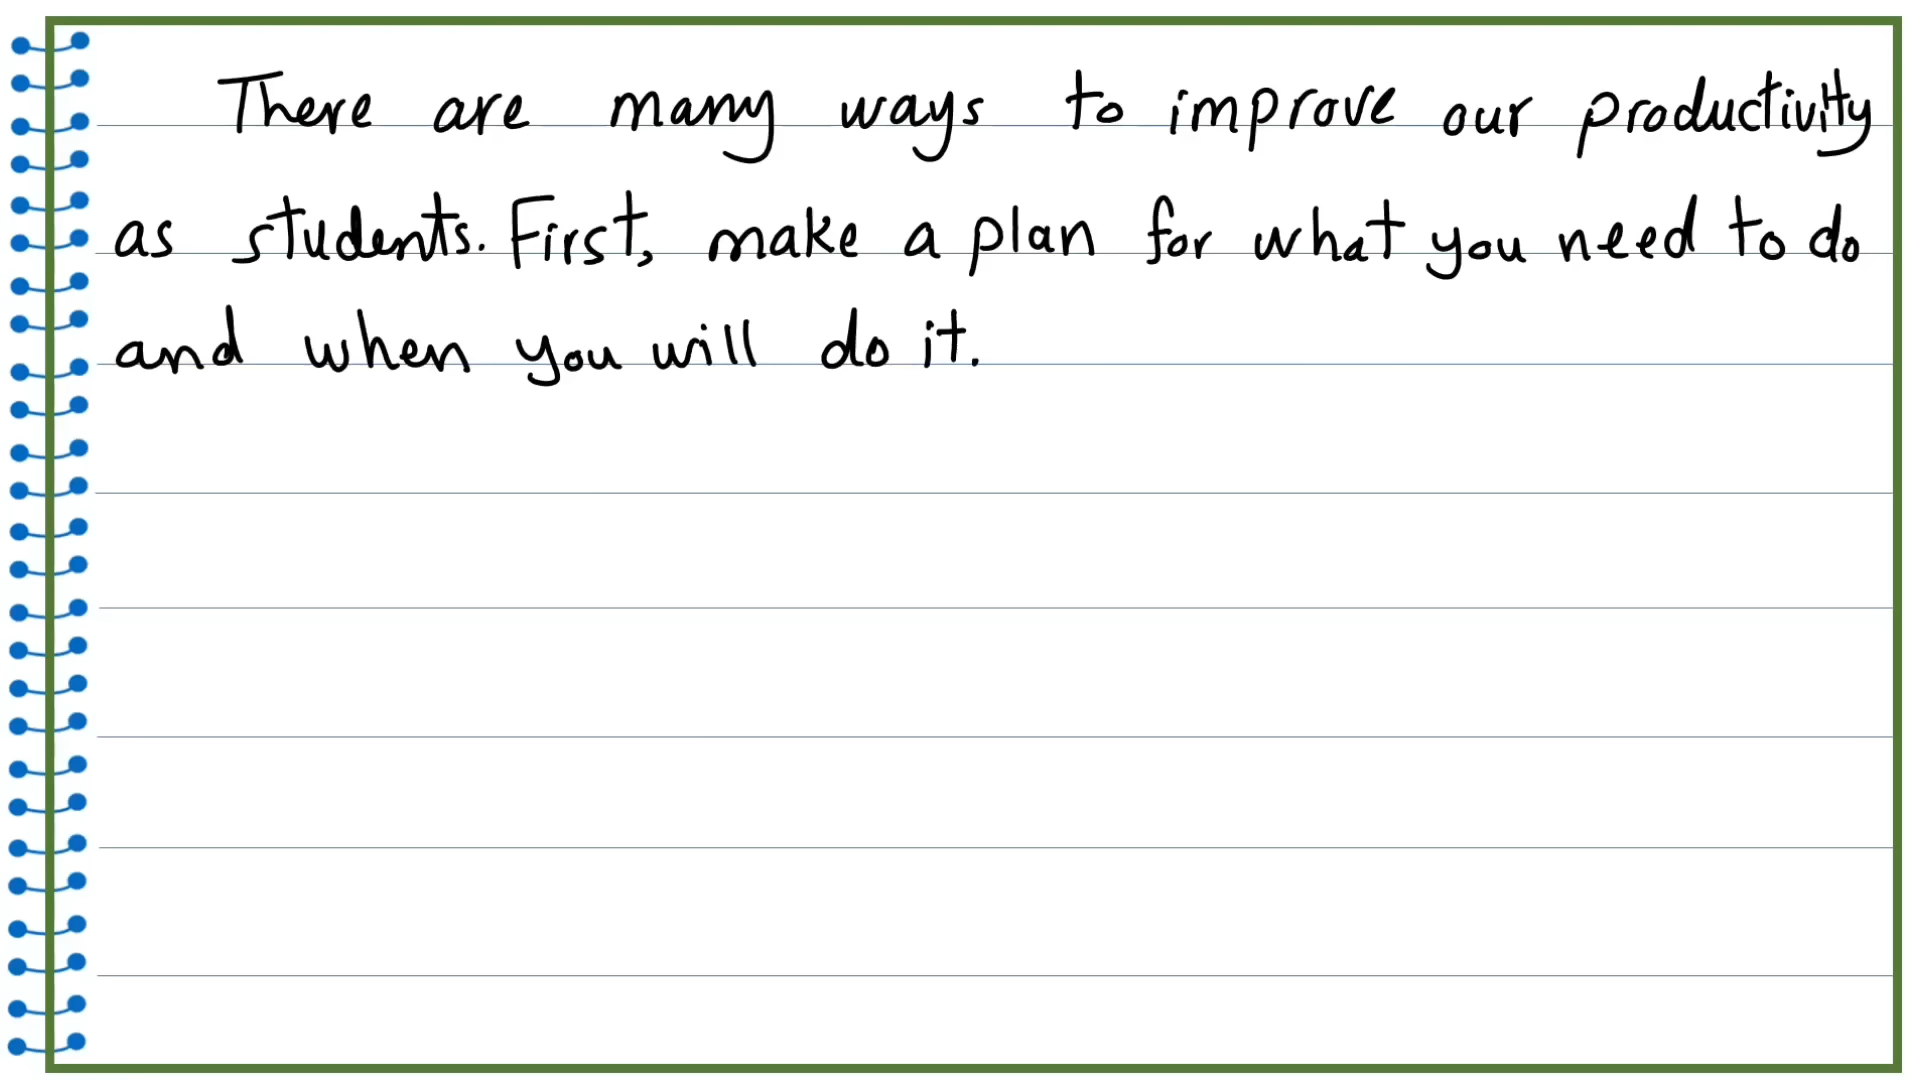 There are many ways to improve our productivity
as students. First, make a plan for what you need to do
and when you will do it.